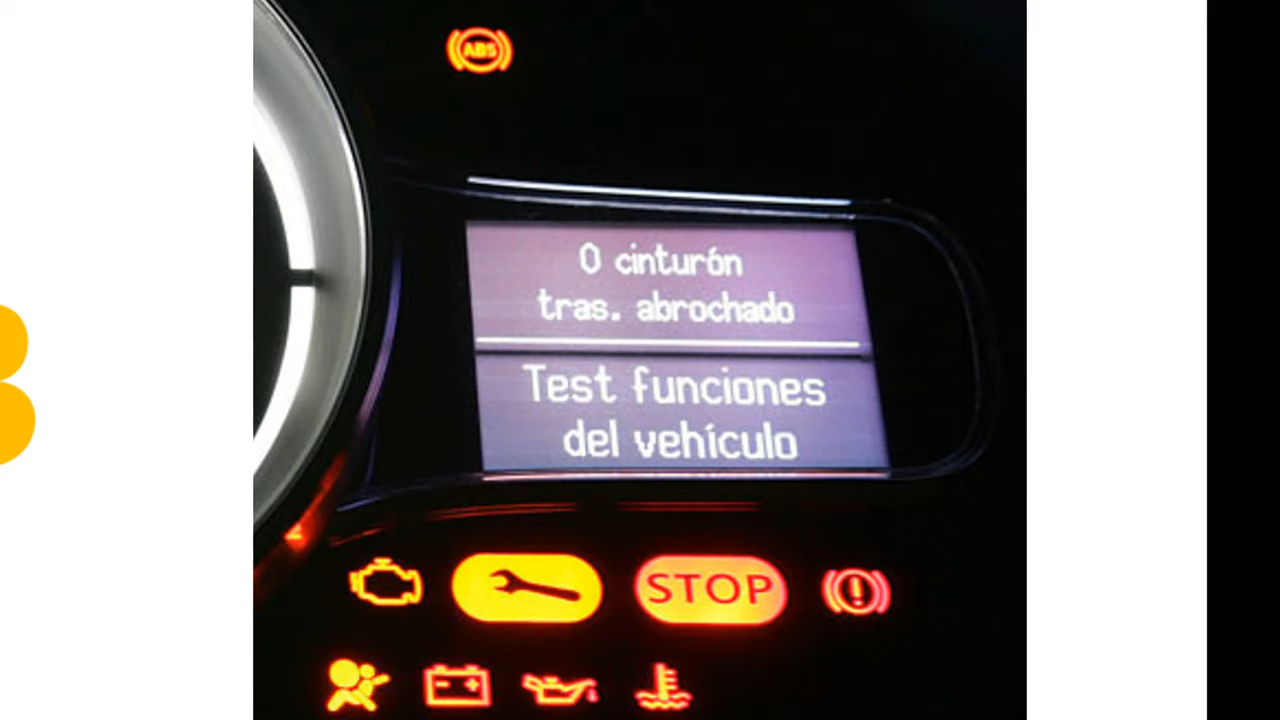 ABS
0 cinturón
tras. abrochado
Test funciones
del vehículo
STOP